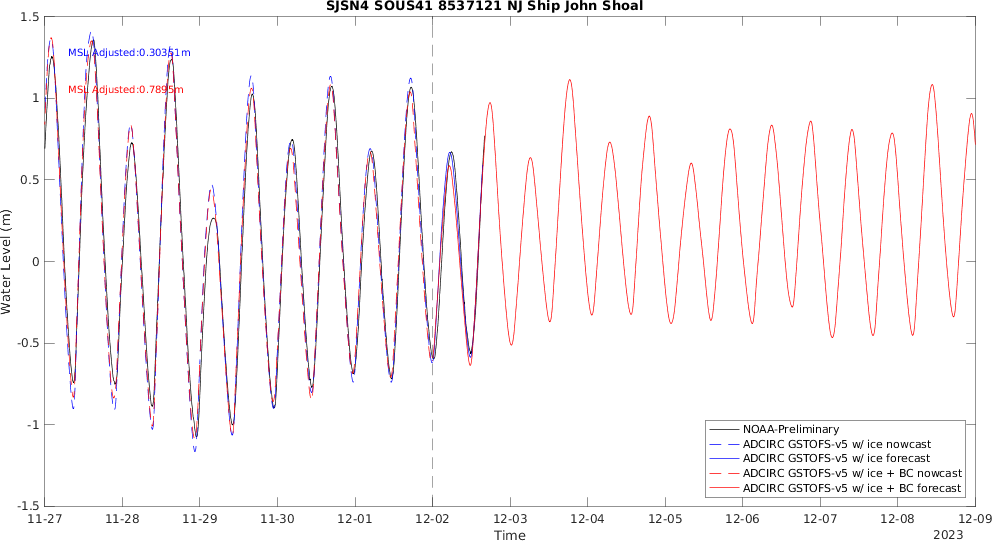 SJSN4 SOUS41 8537121 NJ Ship John Shoal
MSL Adjusted:0.30351m
MSL Adjusted:0.7895m
Water Level (m)
1.5
1
0.5
0
-0.5
-1
-1.5
NOAA-Preliminary
ADCIRC GSTOFS-v5 w/ ice nowcast
ADCIRC GSTOFS-v5 w/ ice forecast
ADCIRC GSTOFS-v5 w/ ice + BC nowcast
ADCIRC GSTOFS-v5 w/ ice + BC forecast
11-27 11-28 11-29 11-30 12-01 12-02 12-03 12-04 12-05 12-06 12-07 12-08 12-09
Time
2023